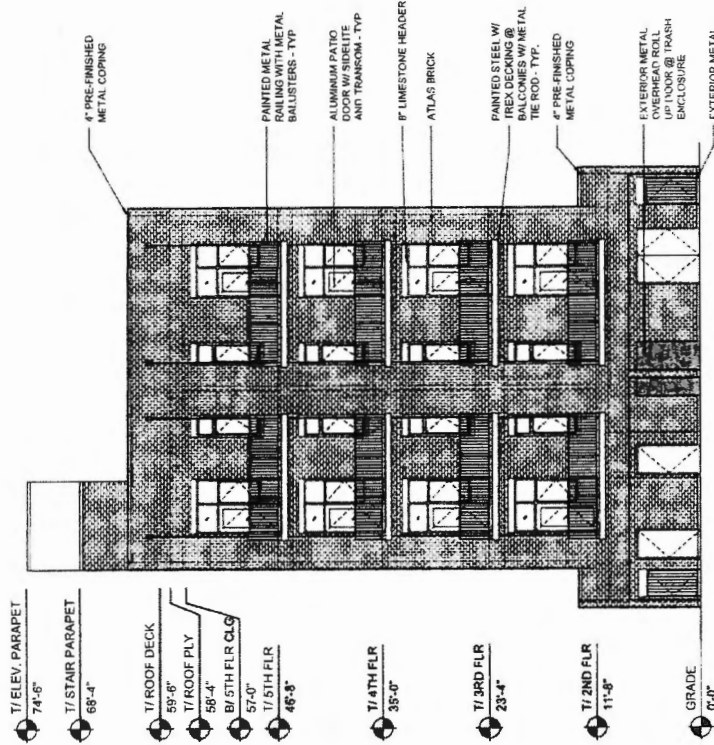 T/ ELEV. PARAPET
74'-6"
T/ STAIR PARAPET
68'-4"
T/ ROOF DECK
59'-6"
T/ ROOF PLY
58'-4"
B/ 5TH FLR CLG
57-0"
T/ 5TH FLR
46'-8"
T/ 4TH FLR
35'-0"
T/ 3RD FLR
23'-4"
T/ 2ND FLR
11'-8"
GRADE
0'-0"
4" PRE-FINISHED
METAL COPING
PAINTED METAL
RAILING WITH METAL
BALUSTERS - TYP
ALUMINUM PATIO
DOOR W/ SIDELITE
AND TRANSOM - TYP
8" LIMESTONE HEADER
ATLAS BRICK
PAINTED STEEL W/
TREX DECKING @
BALCONIES W/ METAL
TIE ROD - TYP.
4" PRE-FINISHED
METAL COPING
EXTERIOR METAL
OVERHEAD ROLL
UP DOOR @ TRASH
ENCLOSURE
EXTERIOR METAL